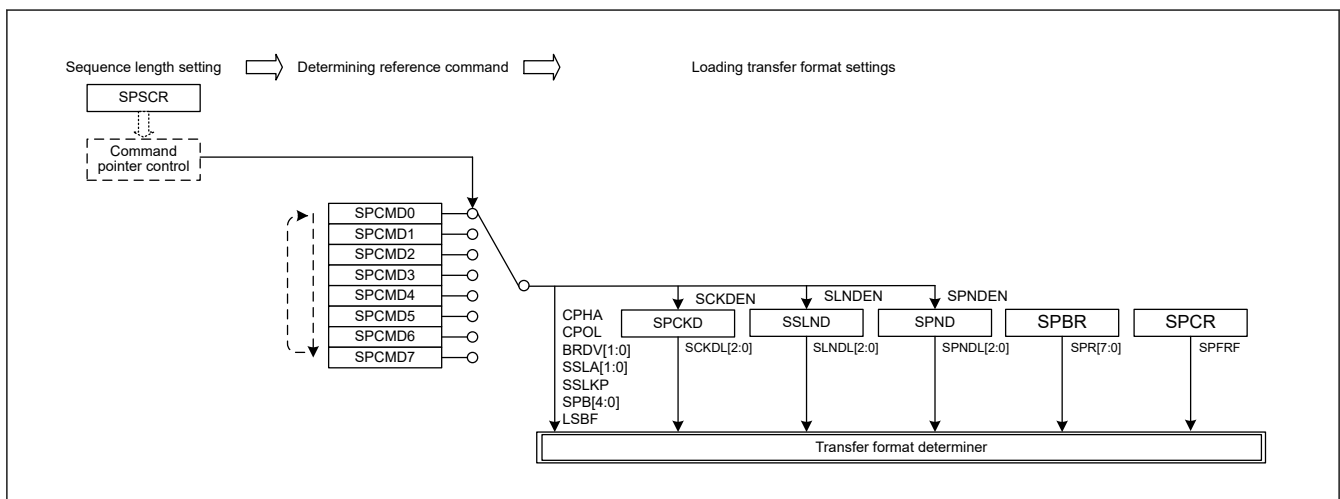 Sequence length setting
Determining reference command
Loading transfer format settings
SPSCR
Command
pointer control
SPCMD0
SPCMD1
SPCMD2
SPCMD3
SPCMD4
SPCMD5
SPCMD6
SPCMD7
CPHA
CPOL
BRDV[1:0]
SSLA[1:0]
SSLKP
SPB[4:0]
LSBF
SCKDEN
SPCKD
SCKDL[2:0]
SLNDEN
SSLND
SLNDL[2:0]
SPNDEN
SPND
SPNDL[2:0]
SPBR
SPR[7:0]
SPCR
SPFRF
Transfer format determiner